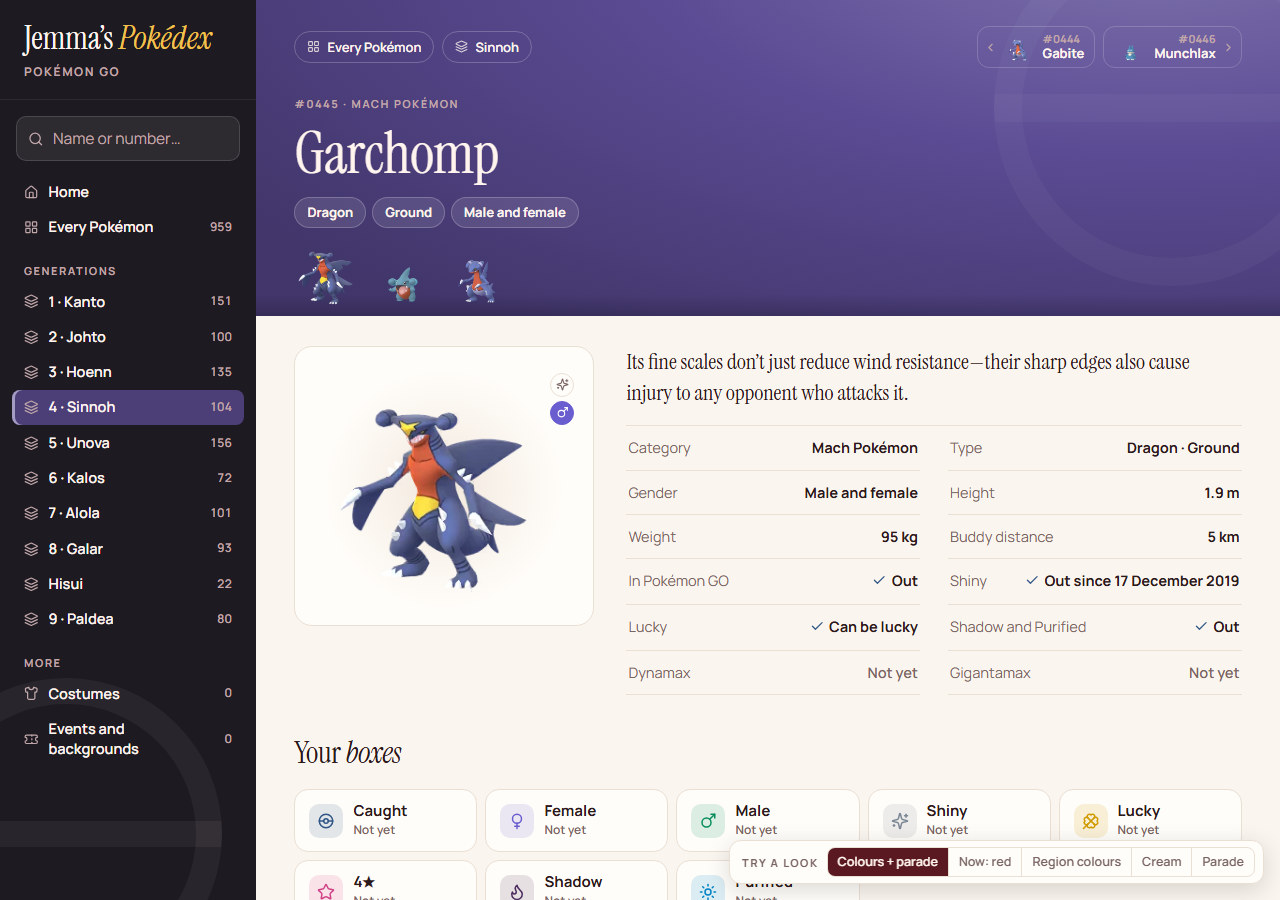 Jemma's Pokédex
POKÉMON GO
Name or number...
Home
Every Pokémon 959
GENERATIONS
1 · Kanto 151
2 · Johto 100
3 · Hoenn 135
4 · Sinnoh 104
5 · Unova 156
6 · Kalos 72
7 · Alola 101
8 · Galar 93
Hisui 22
9 · Paldea 80
MORE
Costumes 0
Events and
backgrounds 0
Every Pokémon
Sinnoh
#0444
Gabite
#0446
Munchlax
#0445 · MACH POKÉMON
Garchomp
Dragon
Ground
Male and female
Its fine scales don't just reduce wind resistance—their sharp edges also cause
injury to any opponent who attacks it.
Category Mach Pokémon
Type Dragon · Ground
Gender Male and female
Height 1.9 m
Weight 95 kg
Buddy distance 5 km
In Pokémon GO ✓ Out
Shiny ✓ Out since 17 December 2019
Lucky ✓ Can be lucky
Shadow and Purified ✓ Out
Dynamax Not yet
Gigantamax Not yet
Your boxes
Caught
Not yet
Female
Not yet
Male
Not yet
Shiny
Not yet
Lucky
Not yet
4★
Not yet
Shadow
Not yet
TRY A LOOK
Colours + parade
Now: red
Region colours
Cream
Parade